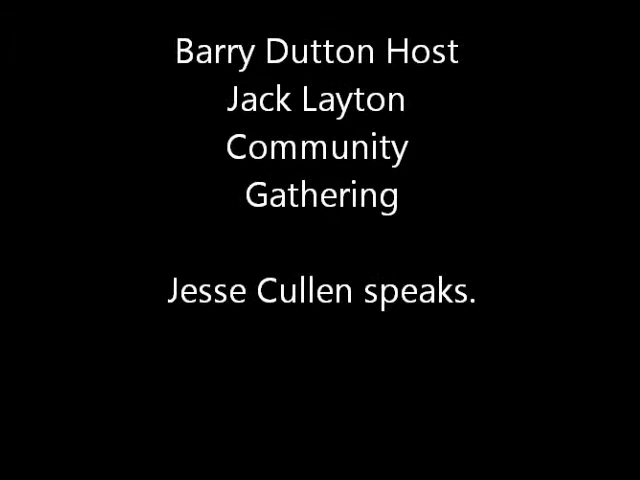 Barry Dutton Host
Jack Layton
Community
Gathering
Jesse Cullen speaks.